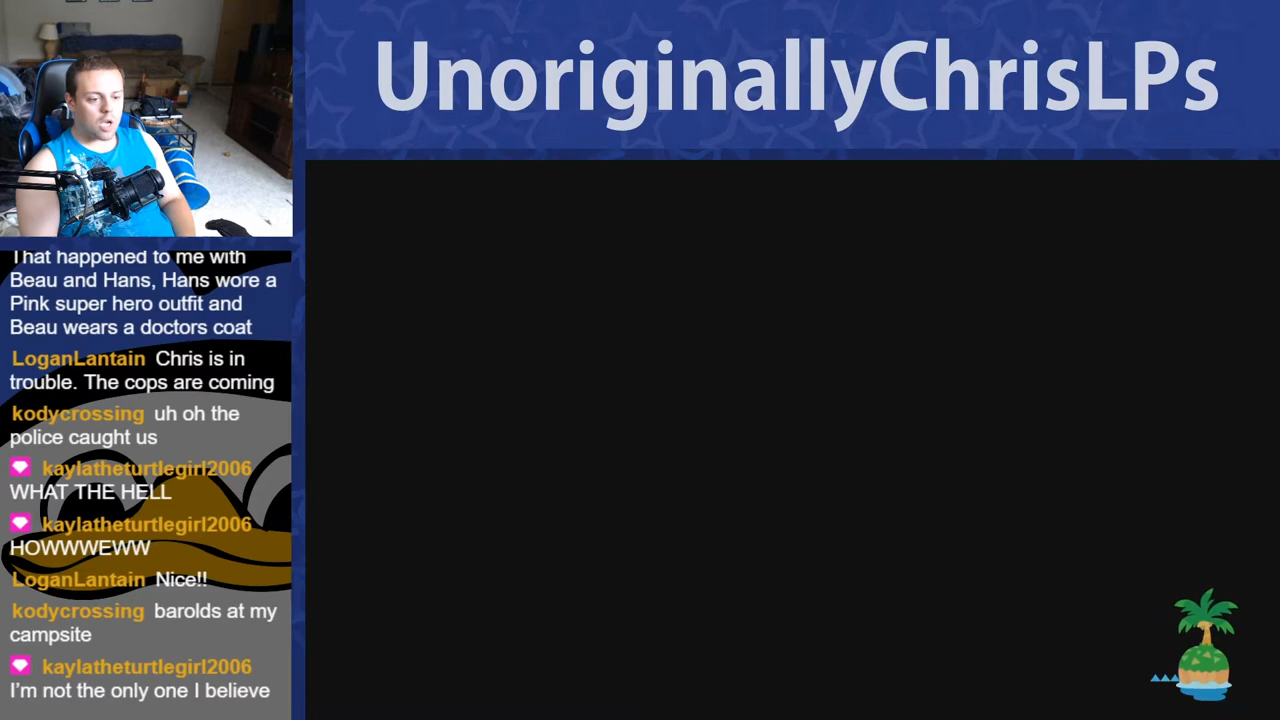 UnoriginallyChrisLPs
That happened to me with
Beau and Hans, Hans wore a
Pink super hero outfit and
Beau wears a doctors coat
LoganLantain Chris is in
trouble. The cops are coming
kodycrossing uh oh the
police caught us
kaylatheturtlegirl2006
WHAT THE HELL
kaylatheturtlegirl2006
HOWWWEWW
LoganLantain Nice!!
kodycrossing barolds at my
campsite
kaylatheturtlegirl2006
I'm not the only one I believe